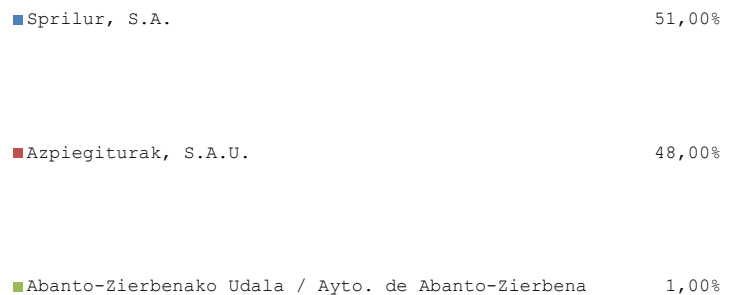 Sprilur, S.A. 51,00%
Azpiegiturak, S.A.U. 48,00%
Abanto-Zierbenako Udala / Ayto. de Abanto-Zierbena 1,00%